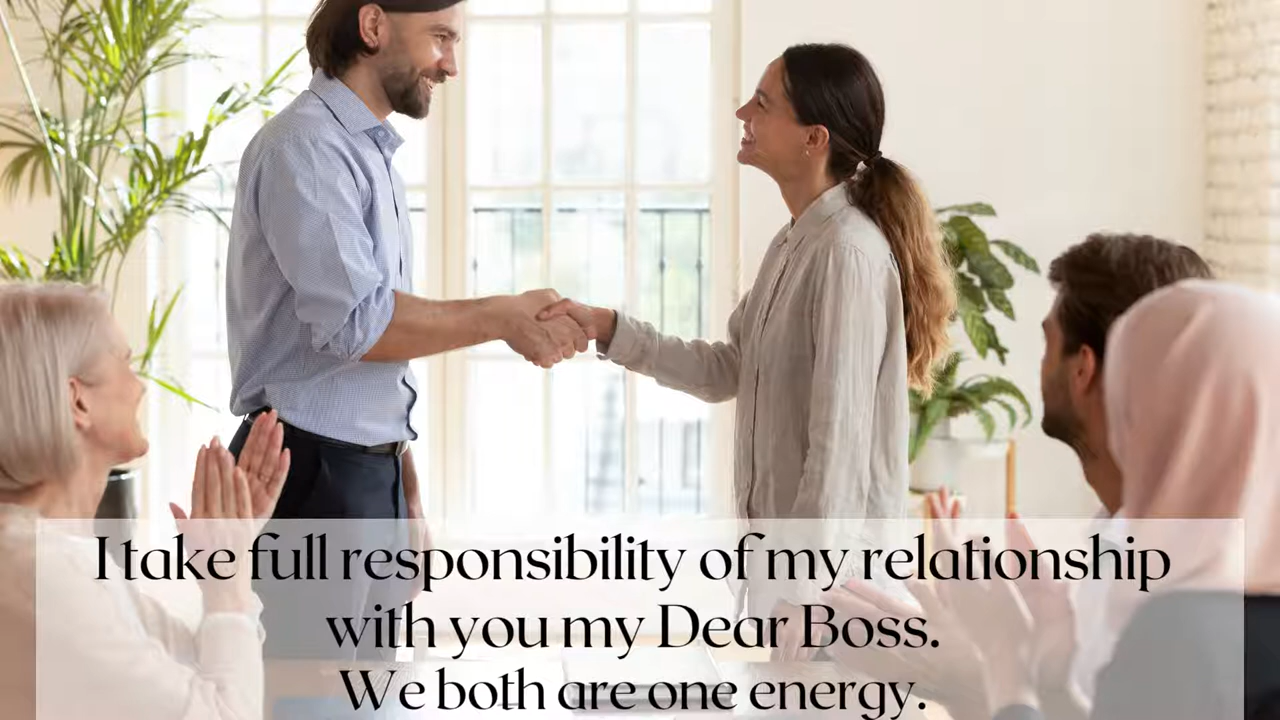 I take full responsibility of my relationship
with you my Dear Boss.
We both are one energy.